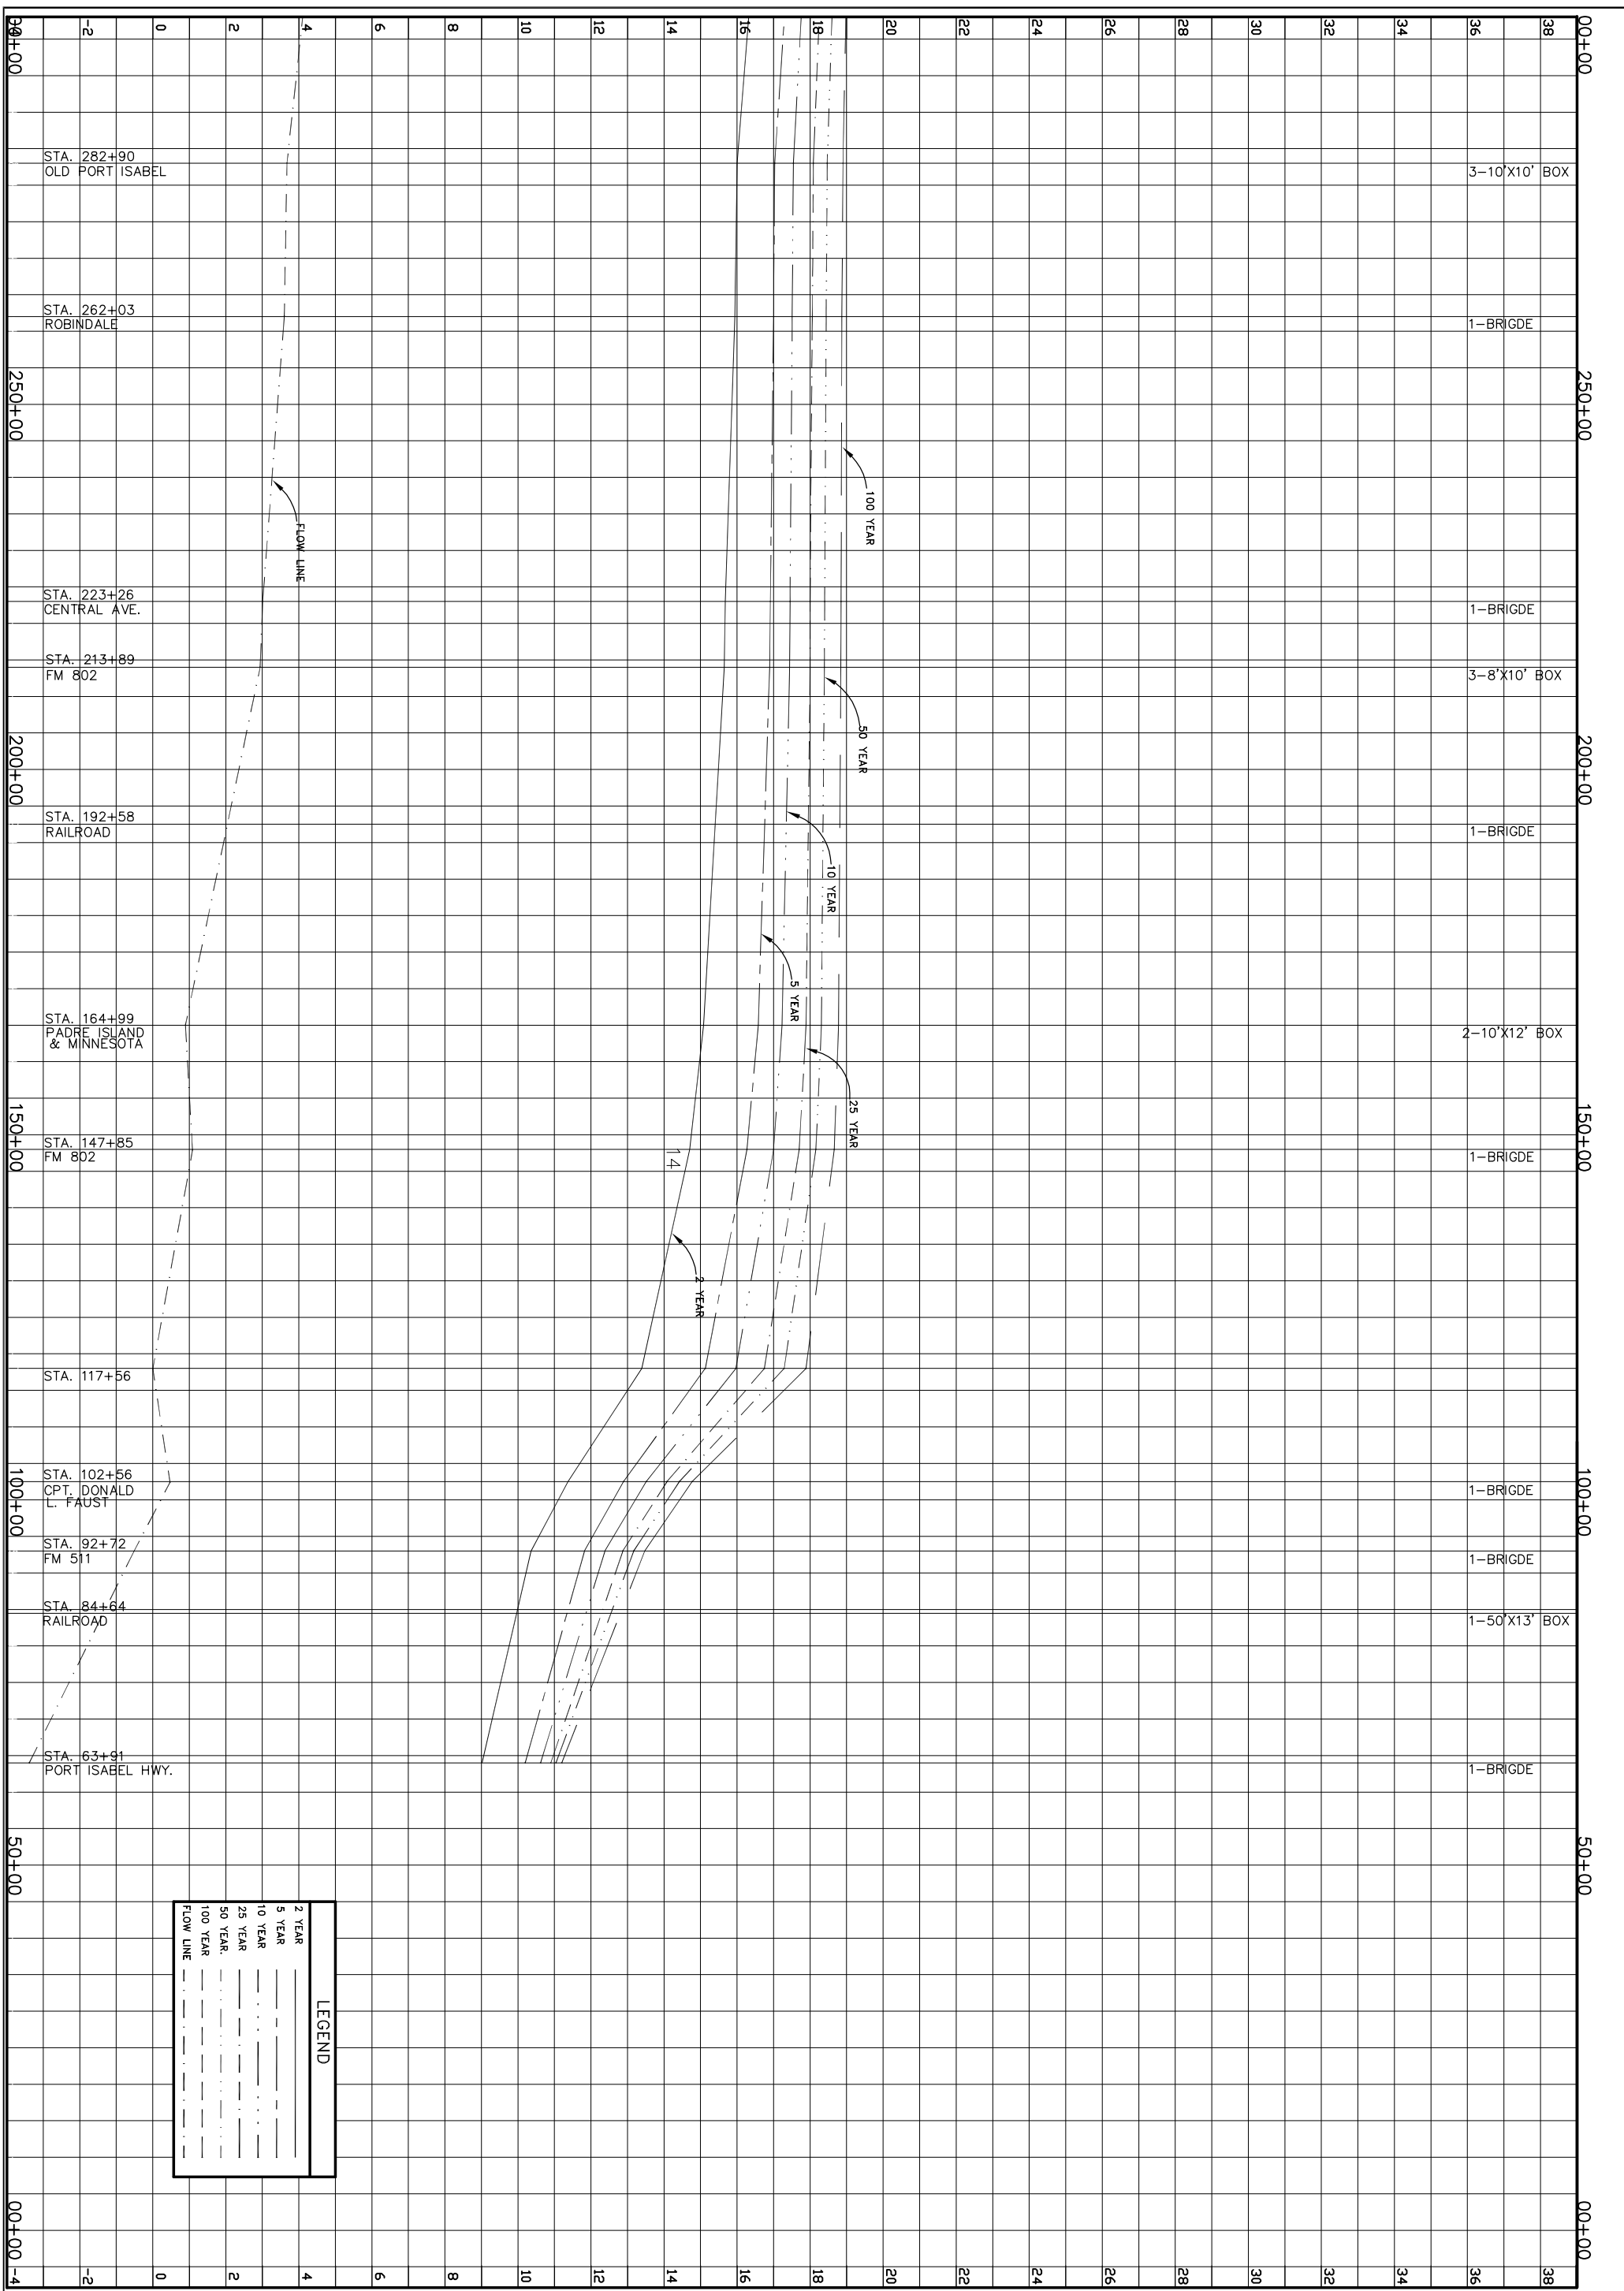 00+00
-2
0
2
4
6
8
10
12
14
16
18
20
22
24
26
28
30
32
34
36
38
00+00
STA. 282+90
OLD PORT ISABEL
3-10'X10' BOX
STA. 262+03
ROBINDALE
1-BRIGDE
250+00
250+00
100 YEAR
FLOW LINE
STA. 223+26
CENTRAL AVE.
1-BRIGDE
STA. 213+89
FM 802
3-8'X10' BOX
50 YEAR
200+00
200+00
STA. 192+58
RAILROAD
1-BRIGDE
10 YEAR
5 YEAR
STA. 164+99
PADRE ISLAND
& MINNESOTA
2-10'X12' BOX
25 YEAR
150+00
150+00
STA. 147+85
FM 802
14
1-BRIGDE
2 YEAR
STA. 117+56
STA. 102+56
CPT. DONALD
L. FAUST
1-BRIGDE
100+00
100+00
STA. 92+72
FM 511
1-BRIGDE
STA. 84+64
RAILROAD
1-50'X13' BOX
STA. 63+91
PORT ISABEL HWY.
1-BRIGDE
50+00
50+00
LEGEND
2 YEAR
5 YEAR
10 YEAR
25 YEAR
50 YEAR.
100 YEAR
FLOW LINE
00+00
00+00
-4
-2
0
2
4
6
8
10
12
14
16
18
20
22
24
26
28
30
32
34
36
38